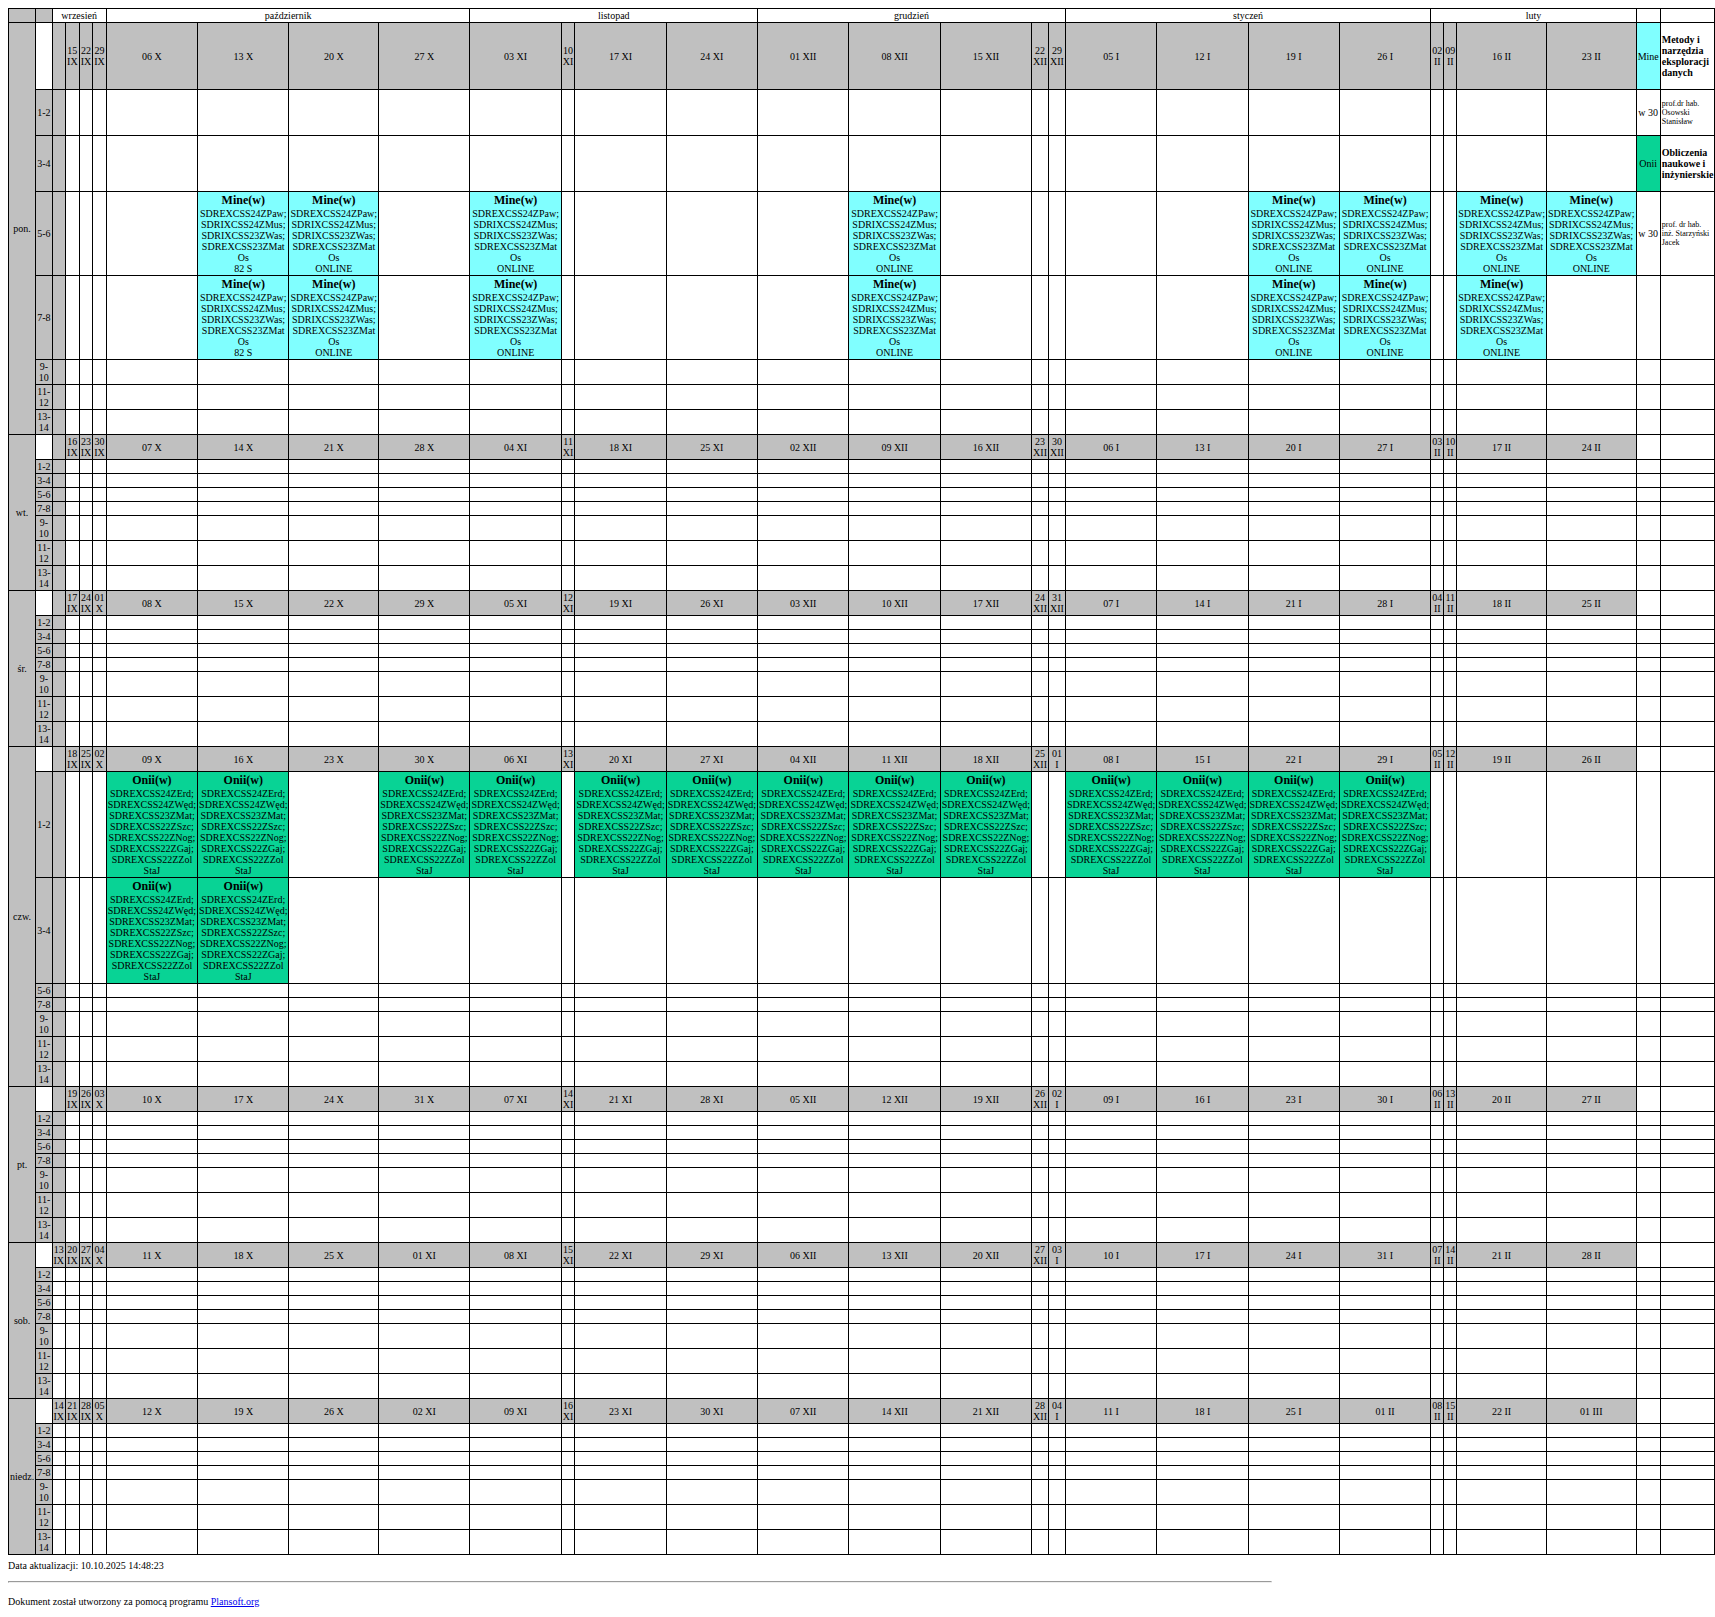 wrzesień październik listopad grudzień styczeń luty
pon. 15 IX 22 IX 29 IX 06 X 13 X 20 X 27 X 03 XI 10 XI 17 XI 24 XI 01 XII 08 XII 15 XII 22 XII 29 XII 05 I 12 I 19 I 26 I 02 II 09 II 16 II 23 II Mine Metody i narzędzia eksploracji danych
1-2 w 30 prof.dr hab. Osowski Stanisław
3-4 Onii Obliczenia naukowe i inżynierskie
5-6 w 30 prof. dr hab. inż. Starzyński Jacek
Mine(w) Mine(w) Mine(w) Mine(w) Mine(w) Mine(w) Mine(w) Mine(w)
SDREXCSS24ZPaw; SDREXCSS24ZPaw; SDREXCSS24ZPaw; SDREXCSS24ZPaw; SDREXCSS24ZPaw; SDREXCSS24ZPaw; SDREXCSS24ZPaw; SDREXCSS24ZPaw;
SDRIXCSS24ZMus; SDRIXCSS24ZMus; SDRIXCSS24ZMus; SDRIXCSS24ZMus; SDRIXCSS24ZMus; SDRIXCSS24ZMus; SDRIXCSS24ZMus; SDRIXCSS24ZMus;
SDRIXCSS23ZWas; SDRIXCSS23ZWas; SDRIXCSS23ZWas; SDRIXCSS23ZWas; SDRIXCSS23ZWas; SDRIXCSS23ZWas; SDRIXCSS23ZWas; SDRIXCSS23ZWas;
SDREXCSS23ZMat SDREXCSS23ZMat SDREXCSS23ZMat SDREXCSS23ZMat SDREXCSS23ZMat SDREXCSS23ZMat SDREXCSS23ZMat SDREXCSS23ZMat
Os Os Os Os Os Os Os Os
82 S ONLINE ONLINE ONLINE ONLINE ONLINE ONLINE ONLINE
7-8
Mine(w) Mine(w) Mine(w) Mine(w) Mine(w) Mine(w) Mine(w)
SDREXCSS24ZPaw; SDREXCSS24ZPaw; SDREXCSS24ZPaw; SDREXCSS24ZPaw; SDREXCSS24ZPaw; SDREXCSS24ZPaw; SDREXCSS24ZPaw;
SDRIXCSS24ZMus; SDRIXCSS24ZMus; SDRIXCSS24ZMus; SDRIXCSS24ZMus; SDRIXCSS24ZMus; SDRIXCSS24ZMus; SDRIXCSS24ZMus;
SDRIXCSS23ZWas; SDRIXCSS23ZWas; SDRIXCSS23ZWas; SDRIXCSS23ZWas; SDRIXCSS23ZWas; SDRIXCSS23ZWas; SDRIXCSS23ZWas;
SDREXCSS23ZMat SDREXCSS23ZMat SDREXCSS23ZMat SDREXCSS23ZMat SDREXCSS23ZMat SDREXCSS23ZMat SDREXCSS23ZMat
Os Os Os Os Os Os Os
82 S ONLINE ONLINE ONLINE ONLINE ONLINE ONLINE
9-10
11-12
13-14
wt. 16 IX 23 IX 30 IX 07 X 14 X 21 X 28 X 04 XI 11 XI 18 XI 25 XI 02 XII 09 XII 16 XII 23 XII 30 XII 06 I 13 I 20 I 27 I 03 II 10 II 17 II 24 II
1-2
3-4
5-6
7-8
9-10
11-12
13-14
śr. 17 IX 24 IX 01 X 08 X 15 X 22 X 29 X 05 XI 12 XI 19 XI 26 XI 03 XII 10 XII 17 XII 24 XII 31 XII 07 I 14 I 21 I 28 I 04 II 11 II 18 II 25 II
1-2
3-4
5-6
7-8
9-10
11-12
13-14
czw. 18 IX 25 IX 02 X 09 X 16 X 23 X 30 X 06 XI 13 XI 20 XI 27 XI 04 XII 11 XII 18 XII 25 XII 01 I 08 I 15 I 22 I 29 I 05 II 12 II 19 II 26 II
1-2
Onii(w) Onii(w) Onii(w) Onii(w) Onii(w) Onii(w) Onii(w) Onii(w) Onii(w) Onii(w) Onii(w) Onii(w) Onii(w)
SDREXCSS24ZErd; SDREXCSS24ZErd; SDREXCSS24ZErd; SDREXCSS24ZErd; SDREXCSS24ZErd; SDREXCSS24ZErd; SDREXCSS24ZErd; SDREXCSS24ZErd; SDREXCSS24ZErd; SDREXCSS24ZErd; SDREXCSS24ZErd; SDREXCSS24ZErd; SDREXCSS24ZErd;
SDREXCSS24ZWęd; SDREXCSS24ZWęd; SDREXCSS24ZWęd; SDREXCSS24ZWęd; SDREXCSS24ZWęd; SDREXCSS24ZWęd; SDREXCSS24ZWęd; SDREXCSS24ZWęd; SDREXCSS24ZWęd; SDREXCSS24ZWęd; SDREXCSS24ZWęd; SDREXCSS24ZWęd; SDREXCSS24ZWęd;
SDREXCSS23ZMat; SDREXCSS23ZMat; SDREXCSS23ZMat; SDREXCSS23ZMat; SDREXCSS23ZMat; SDREXCSS23ZMat; SDREXCSS23ZMat; SDREXCSS23ZMat; SDREXCSS23ZMat; SDREXCSS23ZMat; SDREXCSS23ZMat; SDREXCSS23ZMat; SDREXCSS23ZMat;
SDREXCSS22ZSzc; SDREXCSS22ZSzc; SDREXCSS22ZSzc; SDREXCSS22ZSzc; SDREXCSS22ZSzc; SDREXCSS22ZSzc; SDREXCSS22ZSzc; SDREXCSS22ZSzc; SDREXCSS22ZSzc; SDREXCSS22ZSzc; SDREXCSS22ZSzc; SDREXCSS22ZSzc; SDREXCSS22ZSzc;
SDREXCSS22ZNog; SDREXCSS22ZNog; SDREXCSS22ZNog; SDREXCSS22ZNog; SDREXCSS22ZNog; SDREXCSS22ZNog; SDREXCSS22ZNog; SDREXCSS22ZNog; SDREXCSS22ZNog; SDREXCSS22ZNog; SDREXCSS22ZNog; SDREXCSS22ZNog; SDREXCSS22ZNog;
SDREXCSS22ZGaj; SDREXCSS22ZGaj; SDREXCSS22ZGaj; SDREXCSS22ZGaj; SDREXCSS22ZGaj; SDREXCSS22ZGaj; SDREXCSS22ZGaj; SDREXCSS22ZGaj; SDREXCSS22ZGaj; SDREXCSS22ZGaj; SDREXCSS22ZGaj; SDREXCSS22ZGaj; SDREXCSS22ZGaj;
SDREXCSS22ZZol SDREXCSS22ZZol SDREXCSS22ZZol SDREXCSS22ZZol SDREXCSS22ZZol SDREXCSS22ZZol SDREXCSS22ZZol SDREXCSS22ZZol SDREXCSS22ZZol SDREXCSS22ZZol SDREXCSS22ZZol SDREXCSS22ZZol SDREXCSS22ZZol
StaJ StaJ StaJ StaJ StaJ StaJ StaJ StaJ StaJ StaJ StaJ StaJ StaJ
3-4
Onii(w) Onii(w)
SDREXCSS24ZErd; SDREXCSS24ZErd;
SDREXCSS24ZWęd; SDREXCSS24ZWęd;
SDREXCSS23ZMat; SDREXCSS23ZMat;
SDREXCSS22ZSzc; SDREXCSS22ZSzc;
SDREXCSS22ZNog; SDREXCSS22ZNog;
SDREXCSS22ZGaj; SDREXCSS22ZGaj;
SDREXCSS22ZZol SDREXCSS22ZZol
StaJ StaJ
5-6
7-8
9-10
11-12
13-14
pt. 19 IX 26 IX 03 X 10 X 17 X 24 X 31 X 07 XI 14 XI 21 XI 28 XI 05 XII 12 XII 19 XII 26 XII 02 I 09 I 16 I 23 I 30 I 06 II 13 II 20 II 27 II
1-2
3-4
5-6
7-8
9-10
11-12
13-14
sob. 13 IX 20 IX 27 IX 04 X 11 X 18 X 25 X 01 XI 08 XI 15 XI 22 XI 29 XI 06 XII 13 XII 20 XII 27 XII 03 I 10 I 17 I 24 I 31 I 07 II 14 II 21 II 28 II
1-2
3-4
5-6
7-8
9-10
11-12
13-14
niedz 14 IX 21 IX 28 IX 05 X 12 X 19 X 26 X 02 XI 09 XI 16 XI 23 XI 30 XI 07 XII 14 XII 21 XII 28 XII 04 I 11 I 18 I 25 I 01 II 08 II 15 II 22 II 01 III
1-2
3-4
5-6
7-8
9-10
11-12
13-14
Data aktualizacji: 10.10.2025 14:48:23
Dokument został utworzony za pomocą programu Plansoft.org